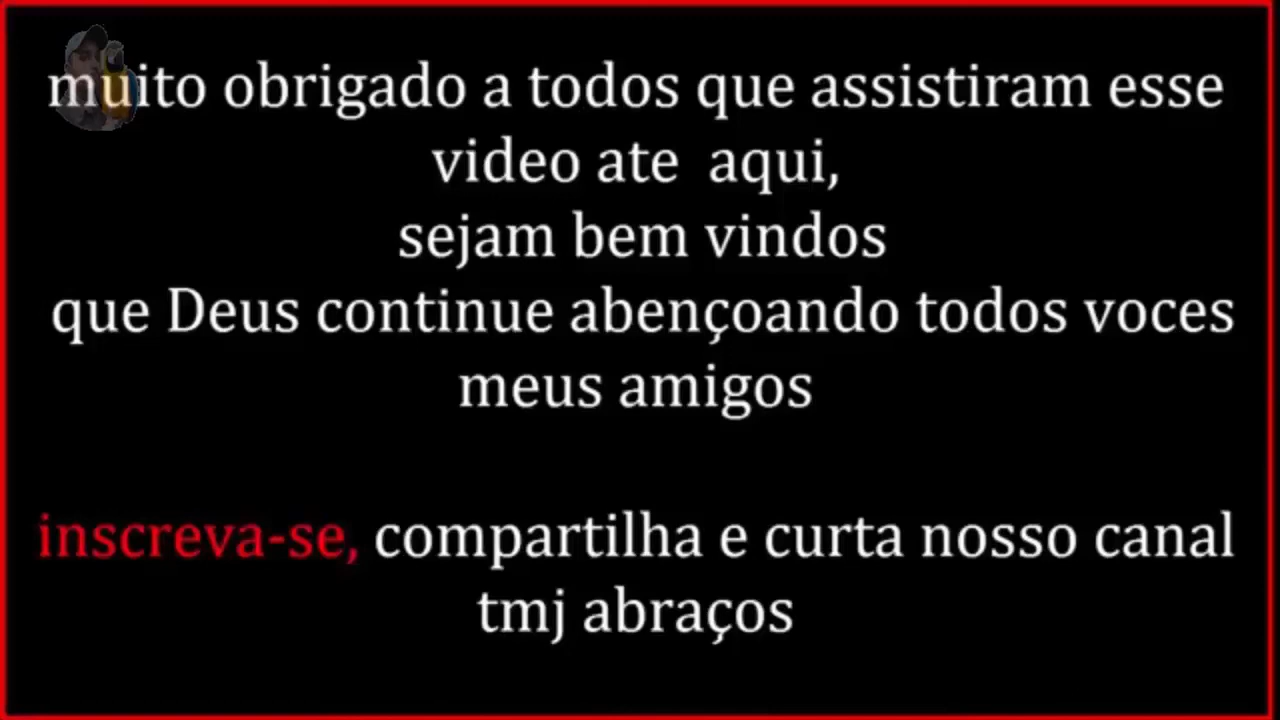 muito obrigado a todos que assistiram esse
video ate aqui,
sejam bem vindos
que Deus continue abençoando todos voces
meus amigos
inscreva-se, compartilha e curta nosso canal
tmj abraços